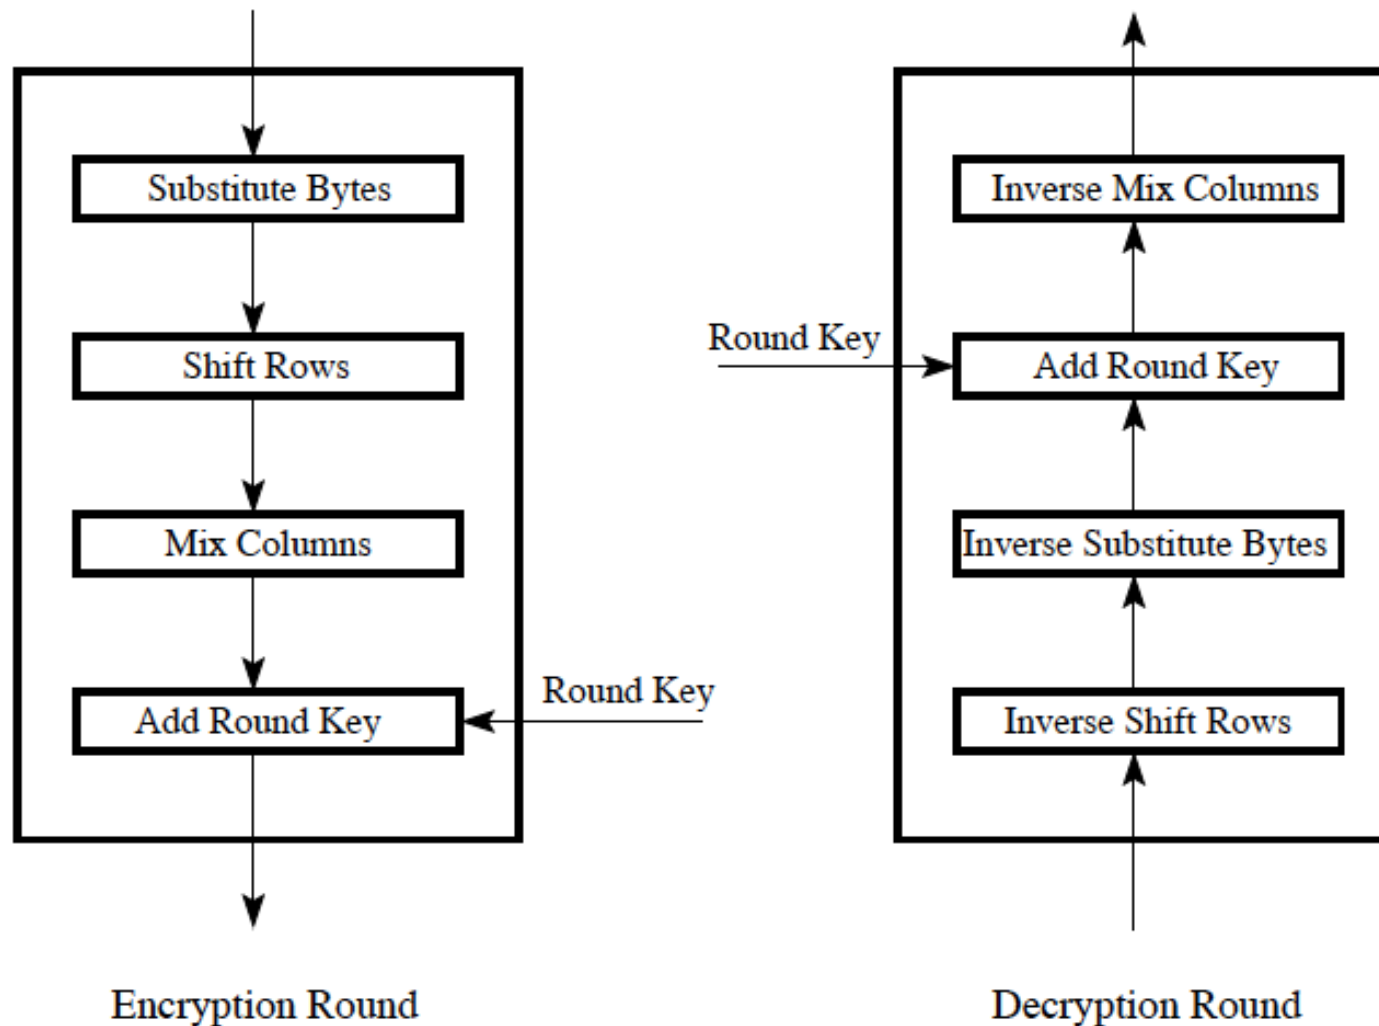 Substitute Bytes
Shift Rows
Mix Columns
Add Round Key
Round Key
Encryption Round
Inverse Mix Columns
Round Key
Add Round Key
Inverse Substitute Bytes
Inverse Shift Rows
Decryption Round